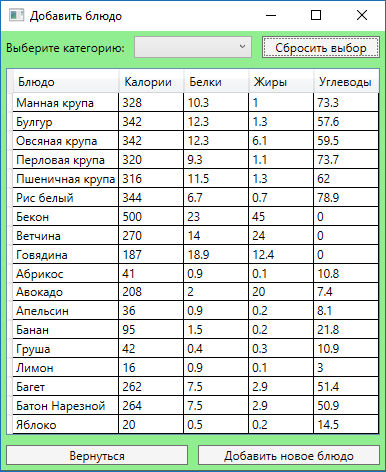 Добавить блюдо
Выберите категорию: Сбросить выбор
Блюдо Калории Белки Жиры Углеводы
Манная крупа 328 10.3 1 73.3
Булгур 342 12.3 1.3 57.6
Овсяная крупа 342 12.3 6.1 59.5
Перловая крупа 320 9.3 1.1 73.7
Пшеничная крупа 316 11.5 1.3 62
Рис белый 344 6.7 0.7 78.9
Бекон 500 23 45 0
Ветчина 270 14 24 0
Говядина 187 18.9 12.4 0
Абрикос 41 0.9 0.1 10.8
Авокадо 208 2 20 7.4
Апельсин 36 0.9 0.2 8.1
Банан 95 1.5 0.2 21.8
Груша 42 0.4 0.3 10.9
Лимон 16 0.9 0.1 3
Багет 262 7.5 2.9 51.4
Батон Нарезной 264 7.5 2.9 50.9
Яблоко 20 0.5 0.2 14.5
Вернуться Добавить новое блюдо